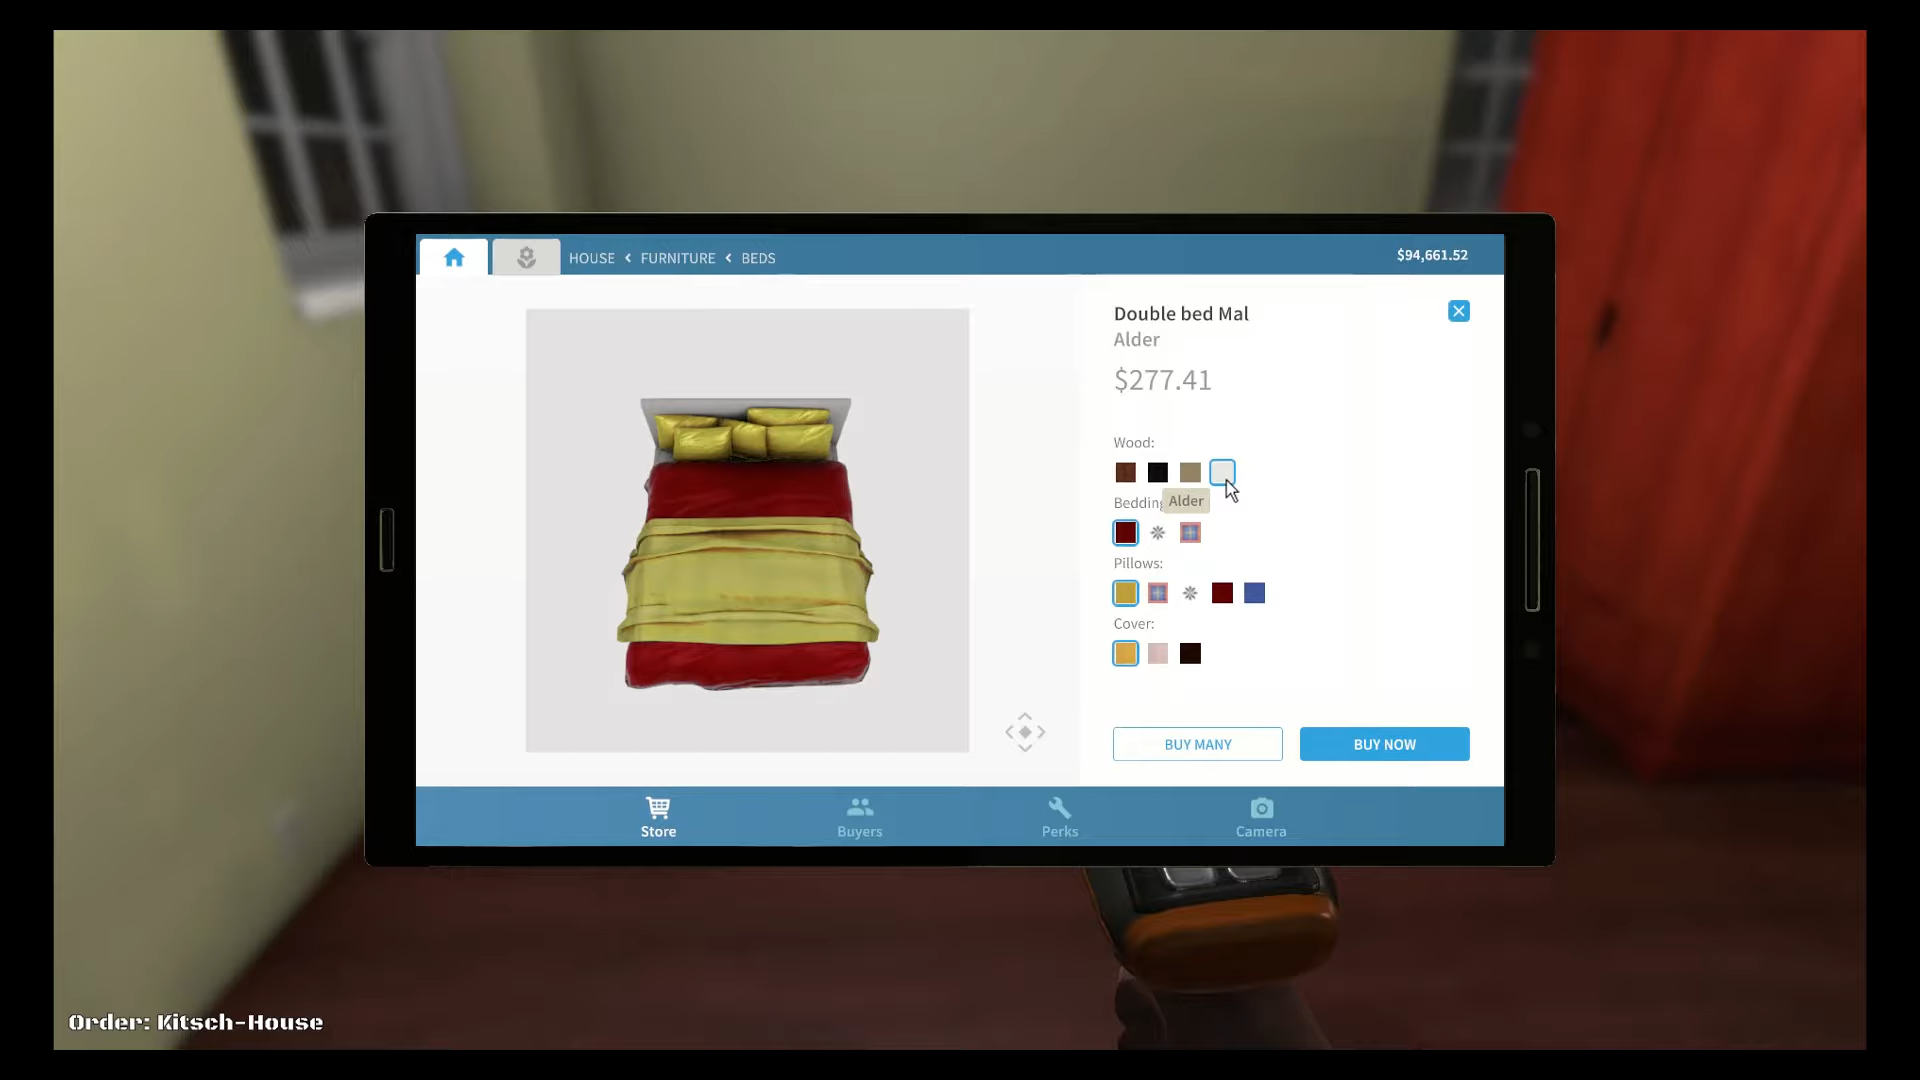 HOUSE < FURNITURE < BEDS
$94,661.52
Double bed Mal
Alder
$277.41
Wood:
Alder
Bedding
Pillows:
Cover:
BUY MANY
BUY NOW
Store
Buyers
Perks
Camera
Order: Kitsch-House